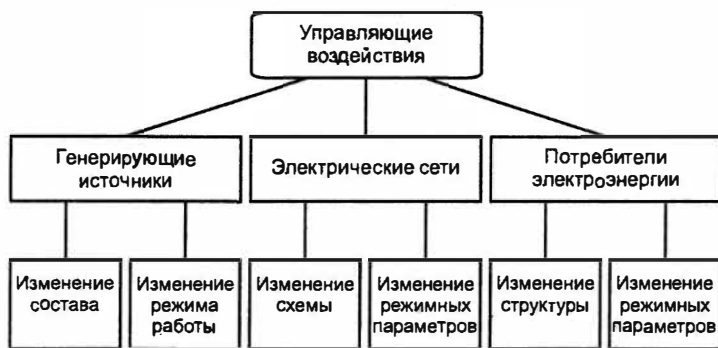 Управляющие
воздействия
Генерирующие
источники
Электрические сети
Потребители
электроэнергии
Изменение
состава
Изменение
режима
работы
Изменение
схемы
Изменение
режимных
параметров
Изменение
структуры
Изменение
режимных
параметров